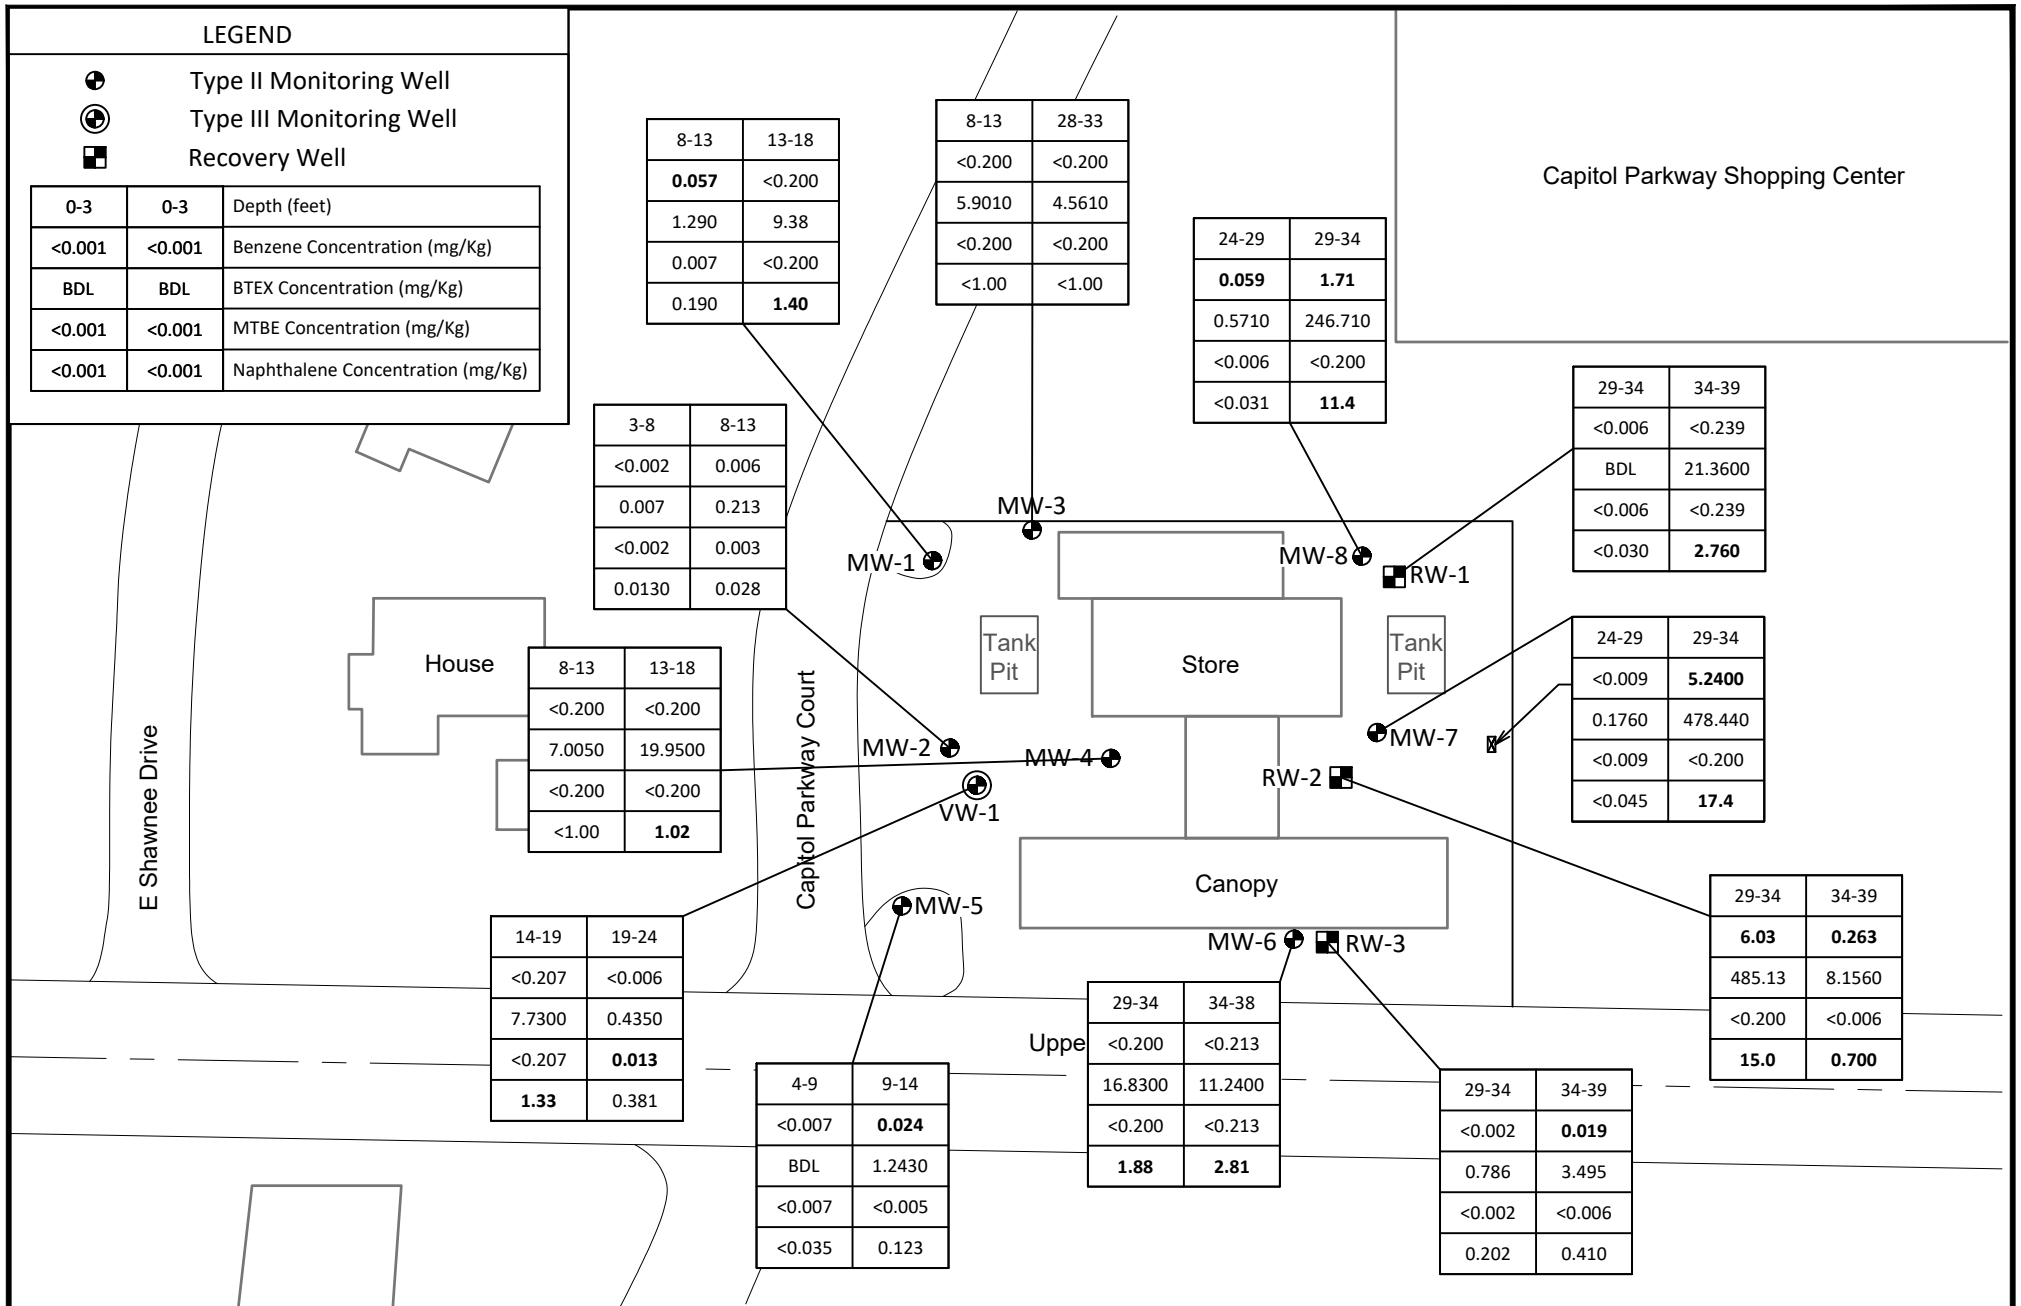 LEGEND
Type II Monitoring Well
Type III Monitoring Well
Recovery Well
0-3 0-3 Depth (feet)
<0.001 <0.001 Benzene Concentration (mg/Kg)
BDL BDL BTEX Concentration (mg/Kg)
<0.001 <0.001 MTBE Concentration (mg/Kg)
<0.001 <0.001 Naphthalene Concentration (mg/Kg)
8-13 13-18
0.057 <0.200
1.290 9.38
0.007 <0.200
0.190 1.40
8-13 28-33
<0.200 <0.200
5.9010 4.5610
<0.200 <0.200
<1.00 <1.00
Capitol Parkway Shopping Center
24-29 29-34
0.059 1.71
0.5710 246.710
<0.006 <0.200
<0.031 11.4
29-34 34-39
<0.006 <0.239
BDL 21.3600
<0.006 <0.239
<0.030 2.760
3-8 8-13
<0.002 0.006
0.007 0.213
<0.002 0.003
0.0130 0.028
MW-3
MW-1
MW-8
RW-1
House
8-13 13-18
<0.200 <0.200
7.0050 19.9500
<0.200 <0.200
<1.00 1.02
Tank
Pit
Store
Tank
Pit
24-29 29-34
<0.009 5.2400
0.1760 478.440
<0.009 <0.200
<0.045 17.4
E Shawnee Drive
Capitol Parkway Court
MW-2
MW-4
MW-7
RW-2
VW-1
Canopy
MW-5
MW-6
RW-3
14-19 19-24
<0.207 <0.006
7.7300 0.4350
<0.207 0.013
1.33 0.381
29-34 34-39
6.03 0.263
485.13 8.1560
<0.200 <0.006
15.0 0.700
Uppe
4-9 9-14
<0.007 0.024
BDL 1.2430
<0.007 <0.005
<0.035 0.123
29-34 34-38
<0.200 <0.213
16.8300 11.2400
<0.200 <0.213
1.88 2.81
29-34 34-39
<0.002 0.019
0.786 3.495
<0.002 <0.006
0.202 0.410